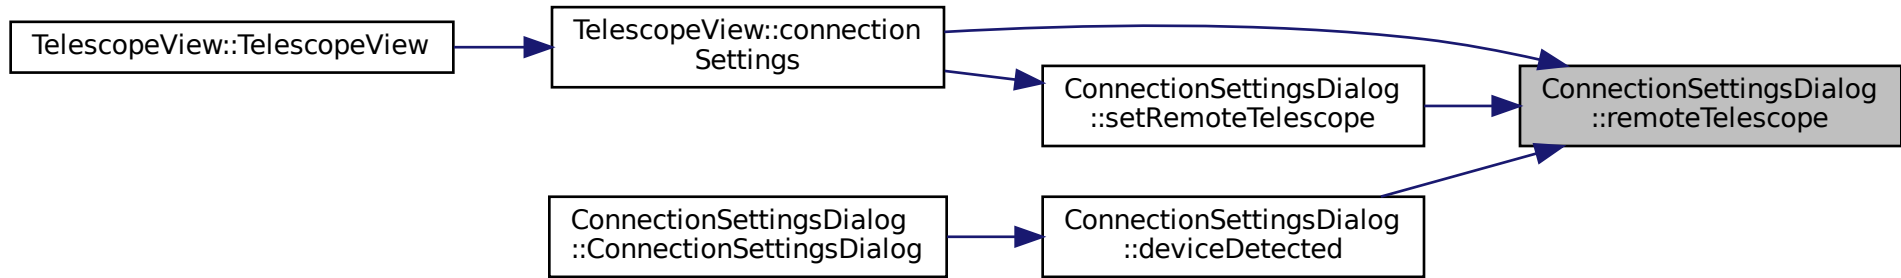 TelescopeView::TelescopeView
TelescopeView::connection
Settings
ConnectionSettingsDialog
::setRemoteTelescope
ConnectionSettingsDialog
::remoteTelescope
ConnectionSettingsDialog
::ConnectionSettingsDialog
ConnectionSettingsDialog
::deviceDetected